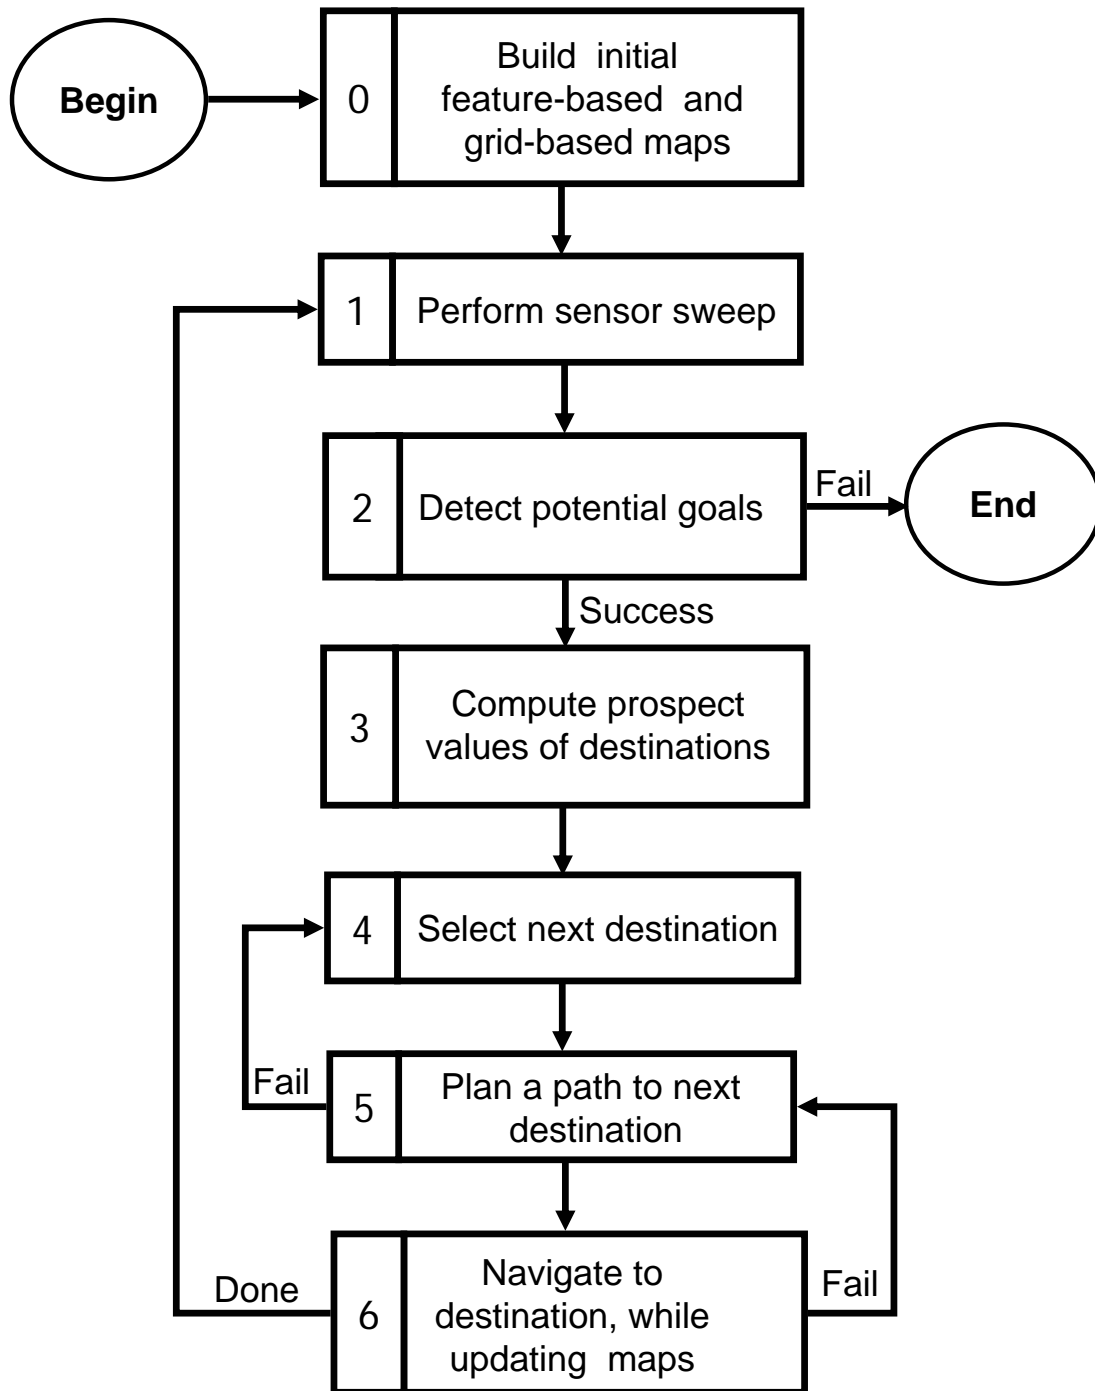 Begin
0
Build initial
feature-based and
grid-based maps
1
Perform sensor sweep
2
Detect potential goals
Fail
End
Success
3
Compute prospect
values of destinations
4
Select next destination
Fail
5
Plan a path to next
destination
Done
6
Navigate to
destination, while
updating maps
Fail